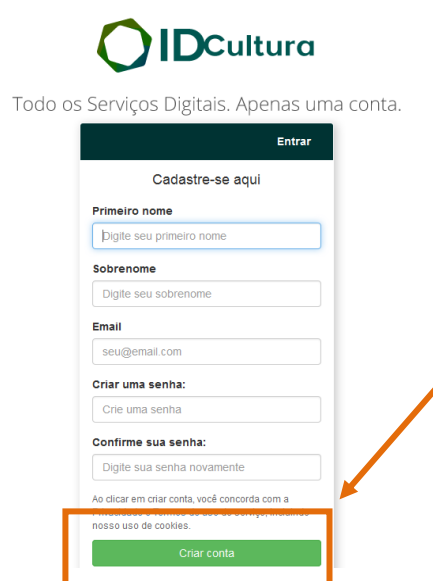 IDCultura
Todo os Serviços Digitais. Apenas uma conta.
Entrar
Cadastre-se aqui
Primeiro nome
Digite seu primeiro nome
Sobrenome
Digite seu sobrenome
Email
seu@email.com
Criar uma senha:
Crie uma senha
Confirme sua senha:
Digite sua senha novamente
Ao clicar em criar conta, você concorda com a
nosso uso de cookies.
Criar conta